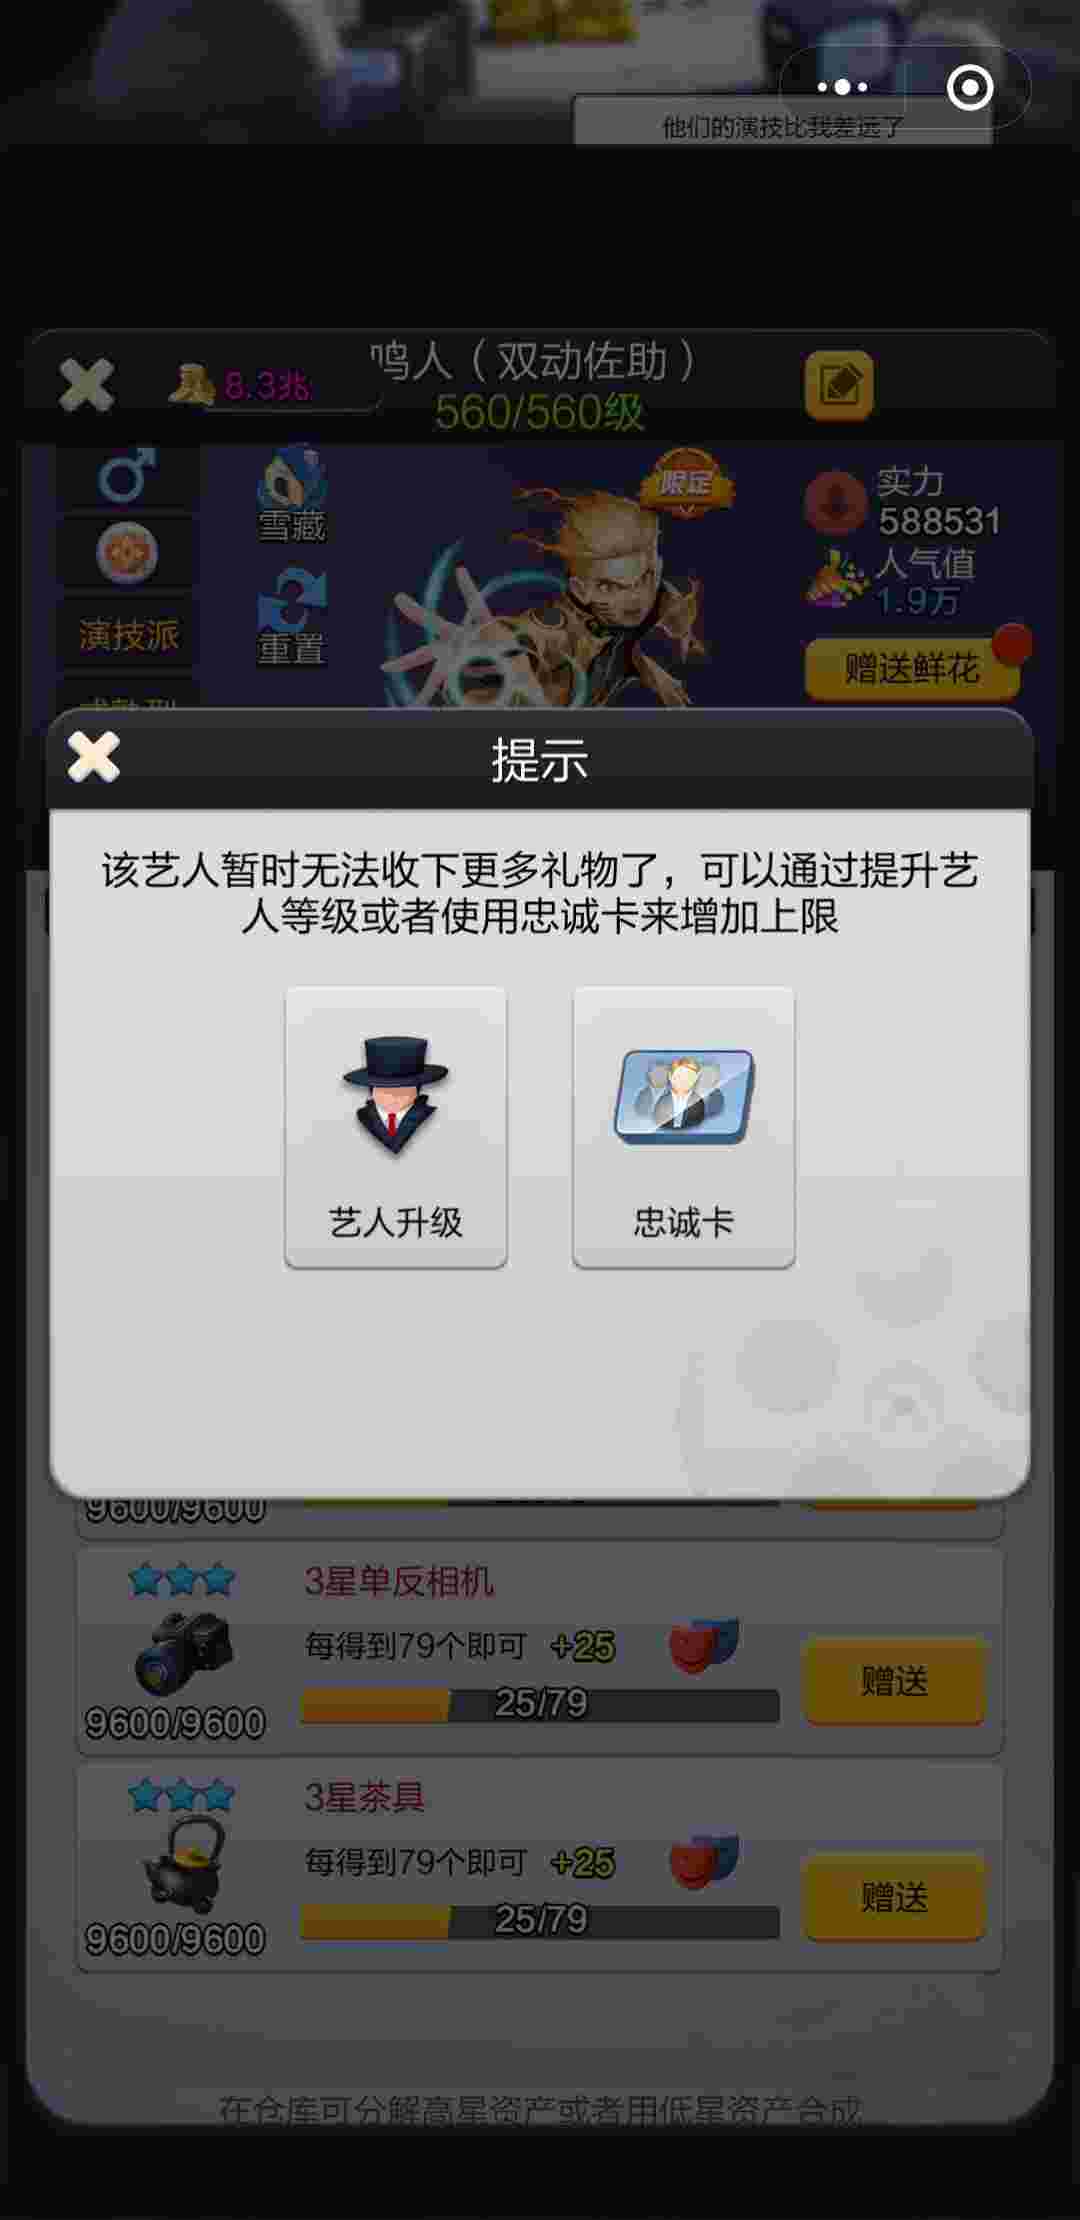 他们的演技比我差远了
鸣人（双动佐助）
8.3兆
560/560级
限定
实力
588531
雪藏
人气值
1.9万
演技派
重置
赠送鲜花
提示
该艺人暂时无法收下更多礼物了，可以通过提升艺
人等级或者使用忠诚卡来增加上限
艺人升级
忠诚卡
9600/9600
3星单反相机
每得到79个即可 +25
赠送
25/79
9600/9600
3星茶具
每得到79个即可 +25
赠送
25/79
9600/9600
在仓库可分解高星资产或者用低星资产合成